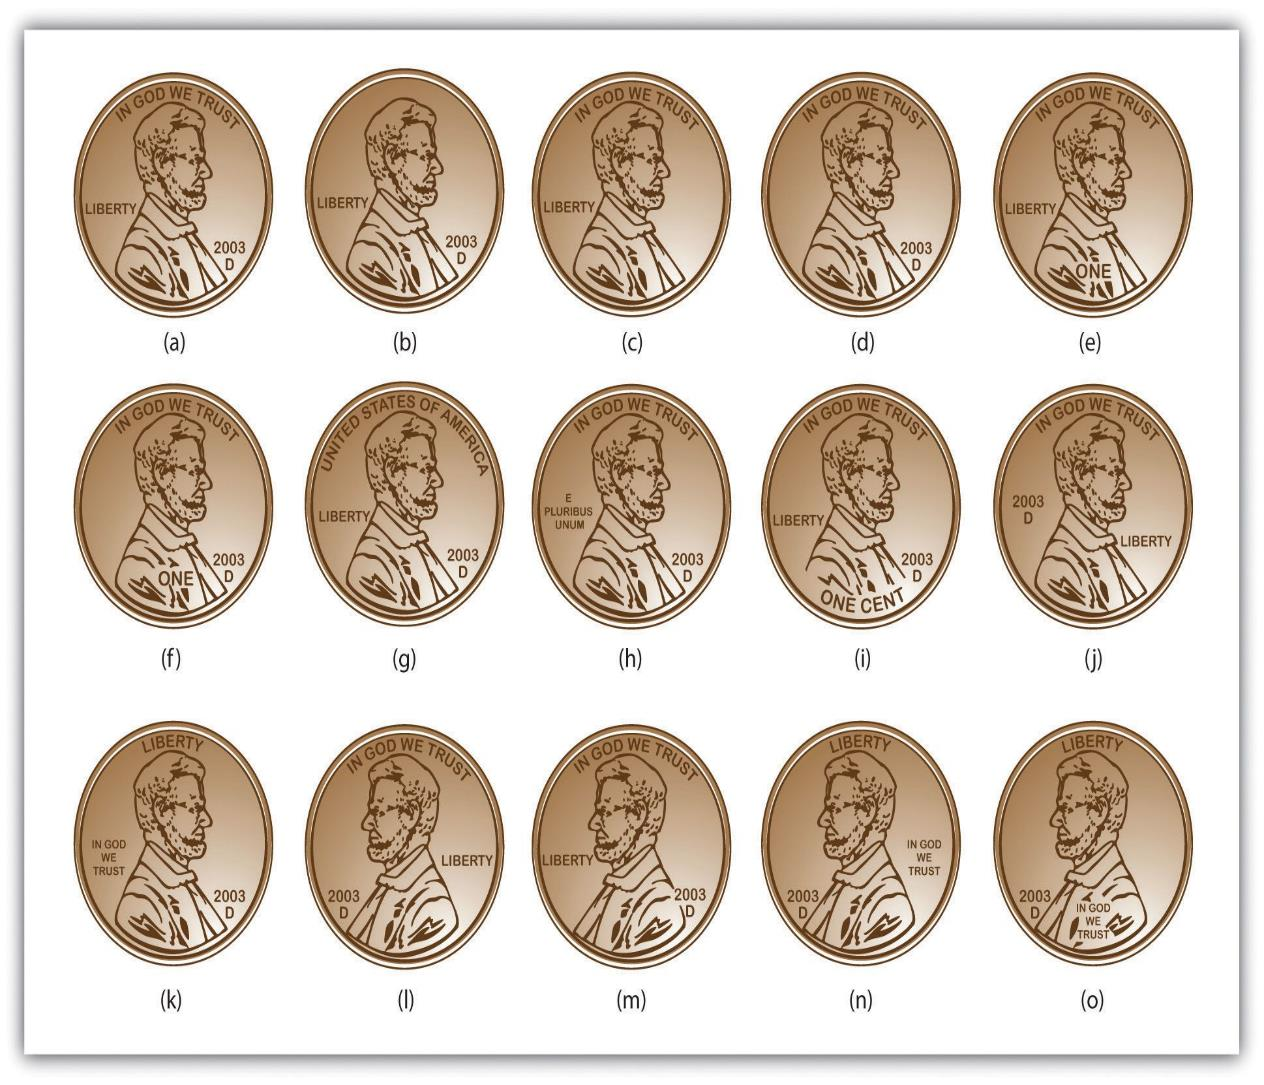 IN GOD WE TRUST
LIBERTY
2003
D
(a)
LIBERTY
2003
D
(b)
IN GOD WE TRUST
LIBERTY
(c)
IN GOD WE TRUST
2003
D
(d)
IN GOD WE TRUST
LIBERTY
ONE
(e)
IN GOD WE TRUST
2003
D
ONE
(f)
UNITED STATES OF AMERICA
LIBERTY
2003
D
(g)
IN GOD WE TRUST
E
PLURIBUS
UNUM
2003
D
(h)
IN GOD WE TRUST
LIBERTY
2003
D
ONE CENT
(i)
IN GOD WE TRUST
2003
D
LIBERTY
(j)
LIBERTY
IN GOD
WE
TRUST
2003
D
(k)
IN GOD WE TRUST
LIBERTY
2003
D
(l)
IN GOD WE TRUST
LIBERTY
2003
D
(m)
LIBERTY
IN GOD
WE
TRUST
2003
D
(n)
LIBERTY
2003
D
IN GOD
WE
TRUST
(o)